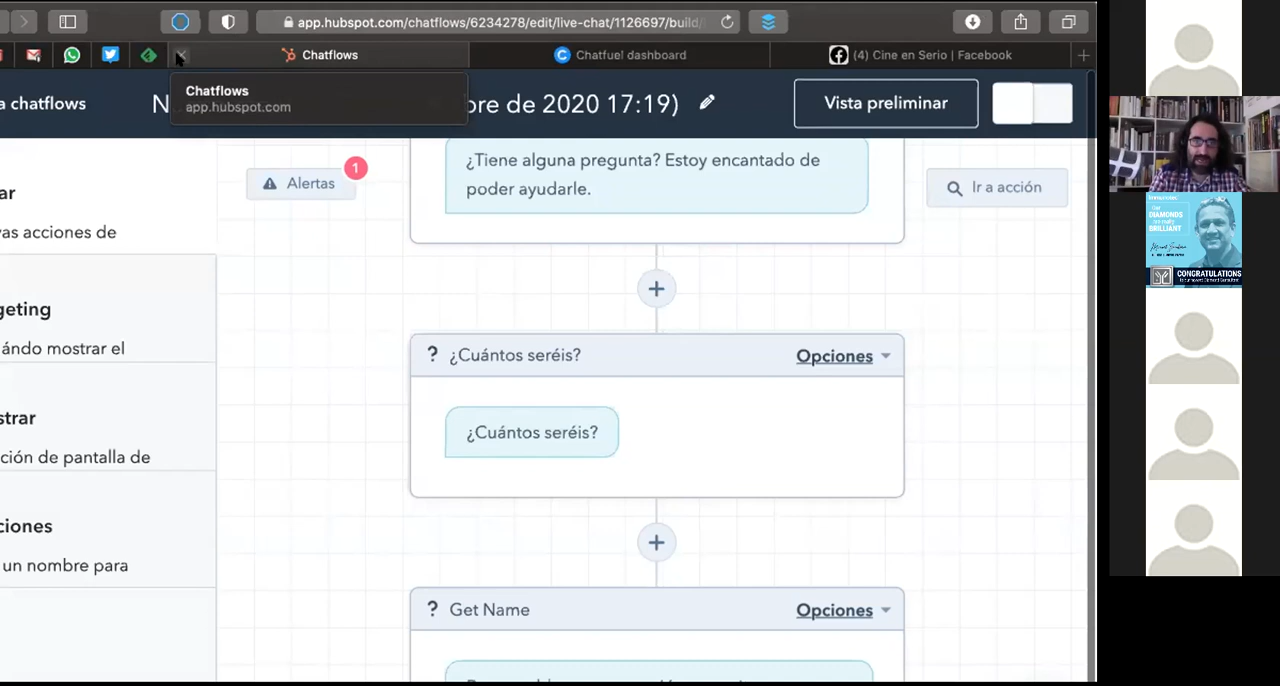 app.hubspot.com/chatflows/6234278/edit/live-chat/1126697/build/
Chatflows
Chatfuel dashboard
(4) Cine en Serio | Facebook
Chatflows
app.hubspot.com
a chatflows
N
bre de 2020 17:19)
Vista preliminar
ar
vas acciones de
geting
ándo mostrar el
strar
ción de pantalla de
ciones
un nombre para
Alertas
1
¿Tiene alguna pregunta? Estoy encantado de
poder ayudarle.
Ir a acción
¿Cuántos seréis?
Opciones
¿Cuántos seréis?
Get Name
Opciones
DIAMONDS
BRILLIANT
CONGRATULATIONS